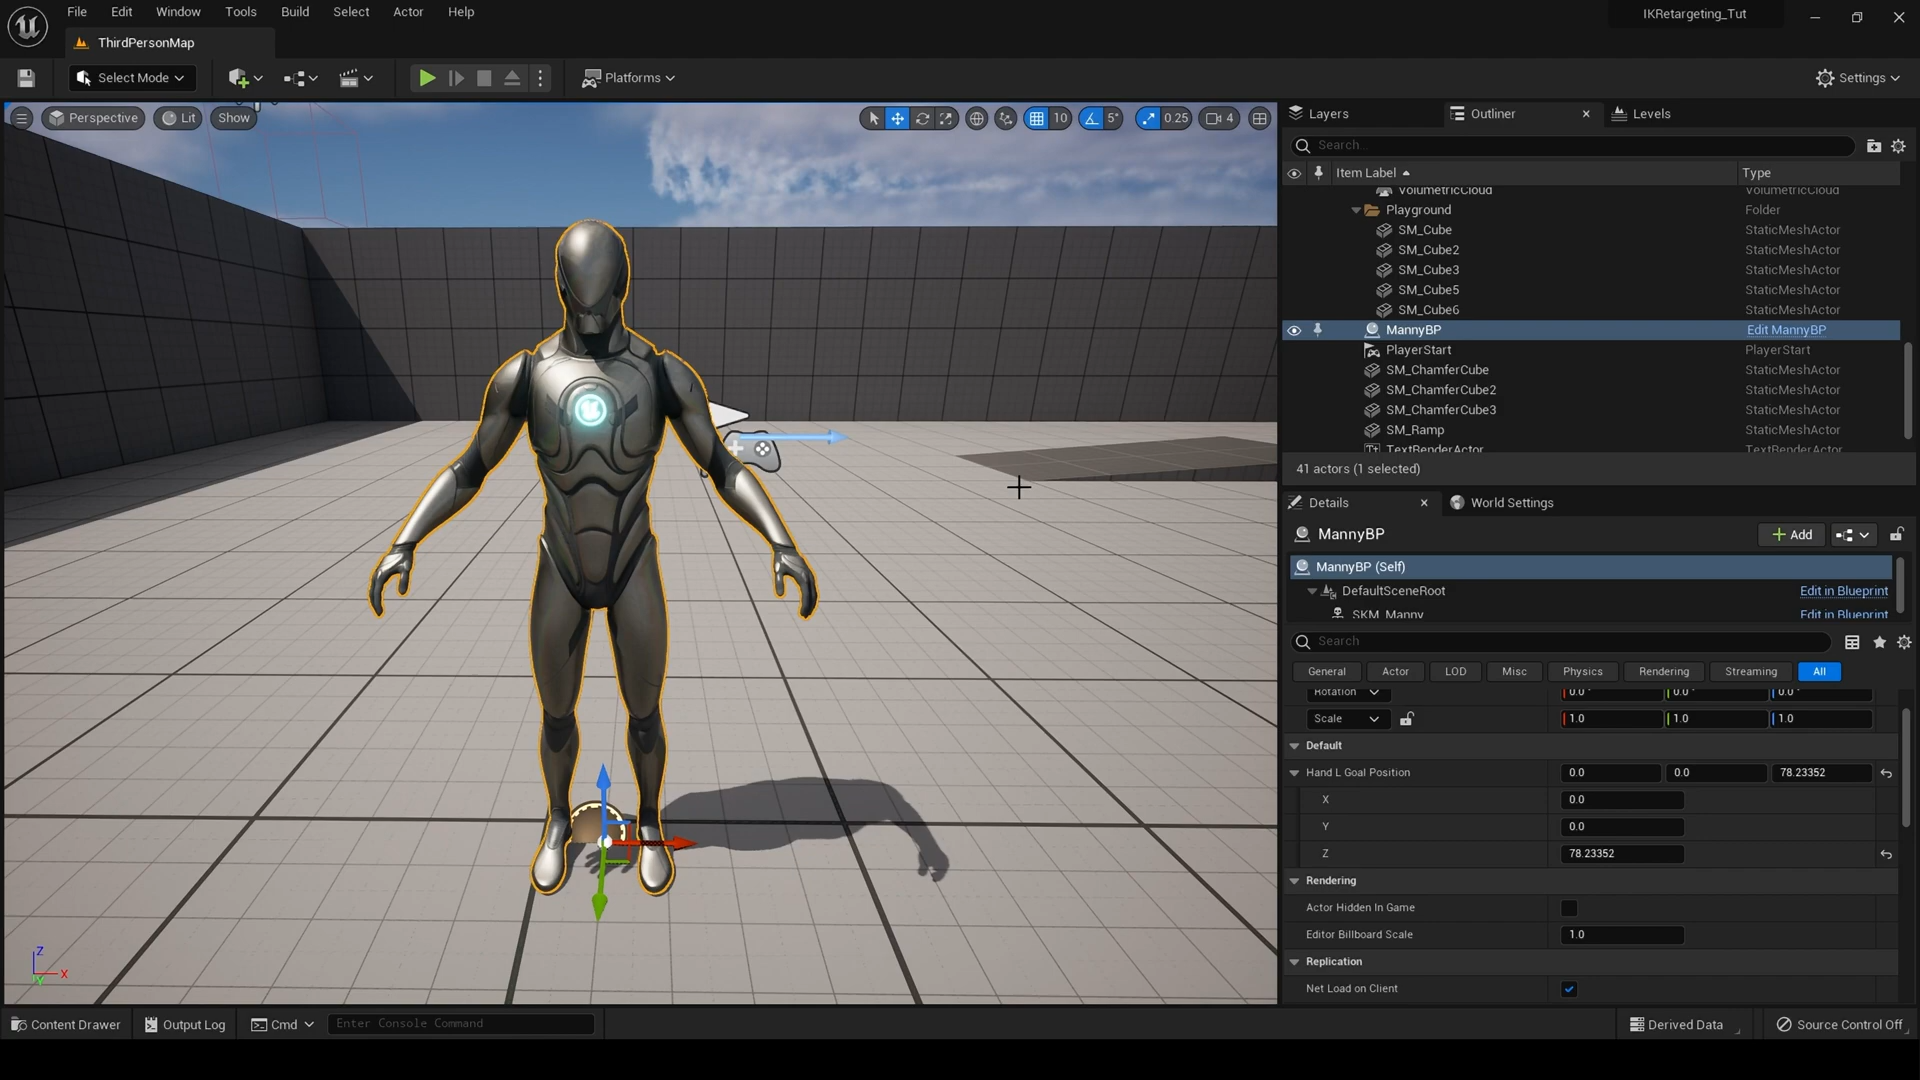 File Edit Window Tools Build Select Actor Help
IKRetargeting_Tut
ThirdPersonMap
Select Mode
Platforms
Settings
Perspective Lit Show
10 5° 0.25 4
Layers Outliner Levels
Search...
Item Label Type
VolumetricCloud VolumetricCloud
Playground Folder
SM_Cube StaticMeshActor
SM_Cube2 StaticMeshActor
SM_Cube3 StaticMeshActor
SM_Cube5 StaticMeshActor
SM_Cube6 StaticMeshActor
MannyBP Edit MannyBP
PlayerStart PlayerStart
SM_ChamferCube StaticMeshActor
SM_ChamferCube2 StaticMeshActor
SM_ChamferCube3 StaticMeshActor
SM_Ramp StaticMeshActor
TextRenderActor TextRenderActor
41 actors (1 selected)
Details World Settings
MannyBP Add
MannyBP (Self)
DefaultSceneRoot Edit in Blueprint
SKM_Manny Edit in Blueprint
Search
General Actor LOD Misc Physics Rendering Streaming All
Rotation 0.0° 0.0° 0.0°
Scale 1.0 1.0 1.0
Default
Hand L Goal Position 0.0 0.0 78.23352
X 0.0
Y 0.0
Z 78.23352
Rendering
Actor Hidden In Game
Editor Billboard Scale 1.0
Replication
Net Load on Client
Z
X
Y
Content Drawer Output Log Cmd Enter Console Command
Derived Data Source Control Off